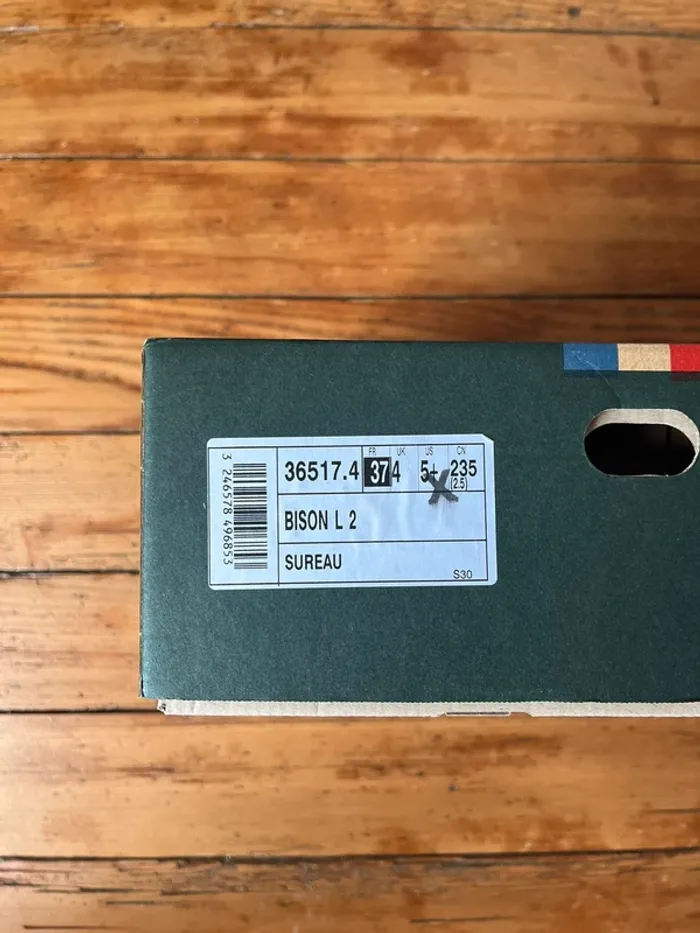 3 246578 496853
FR UK US CN
36517.4 37 4 5+ 235
(2.5)
X
BISON L 2
SUREAU
S30